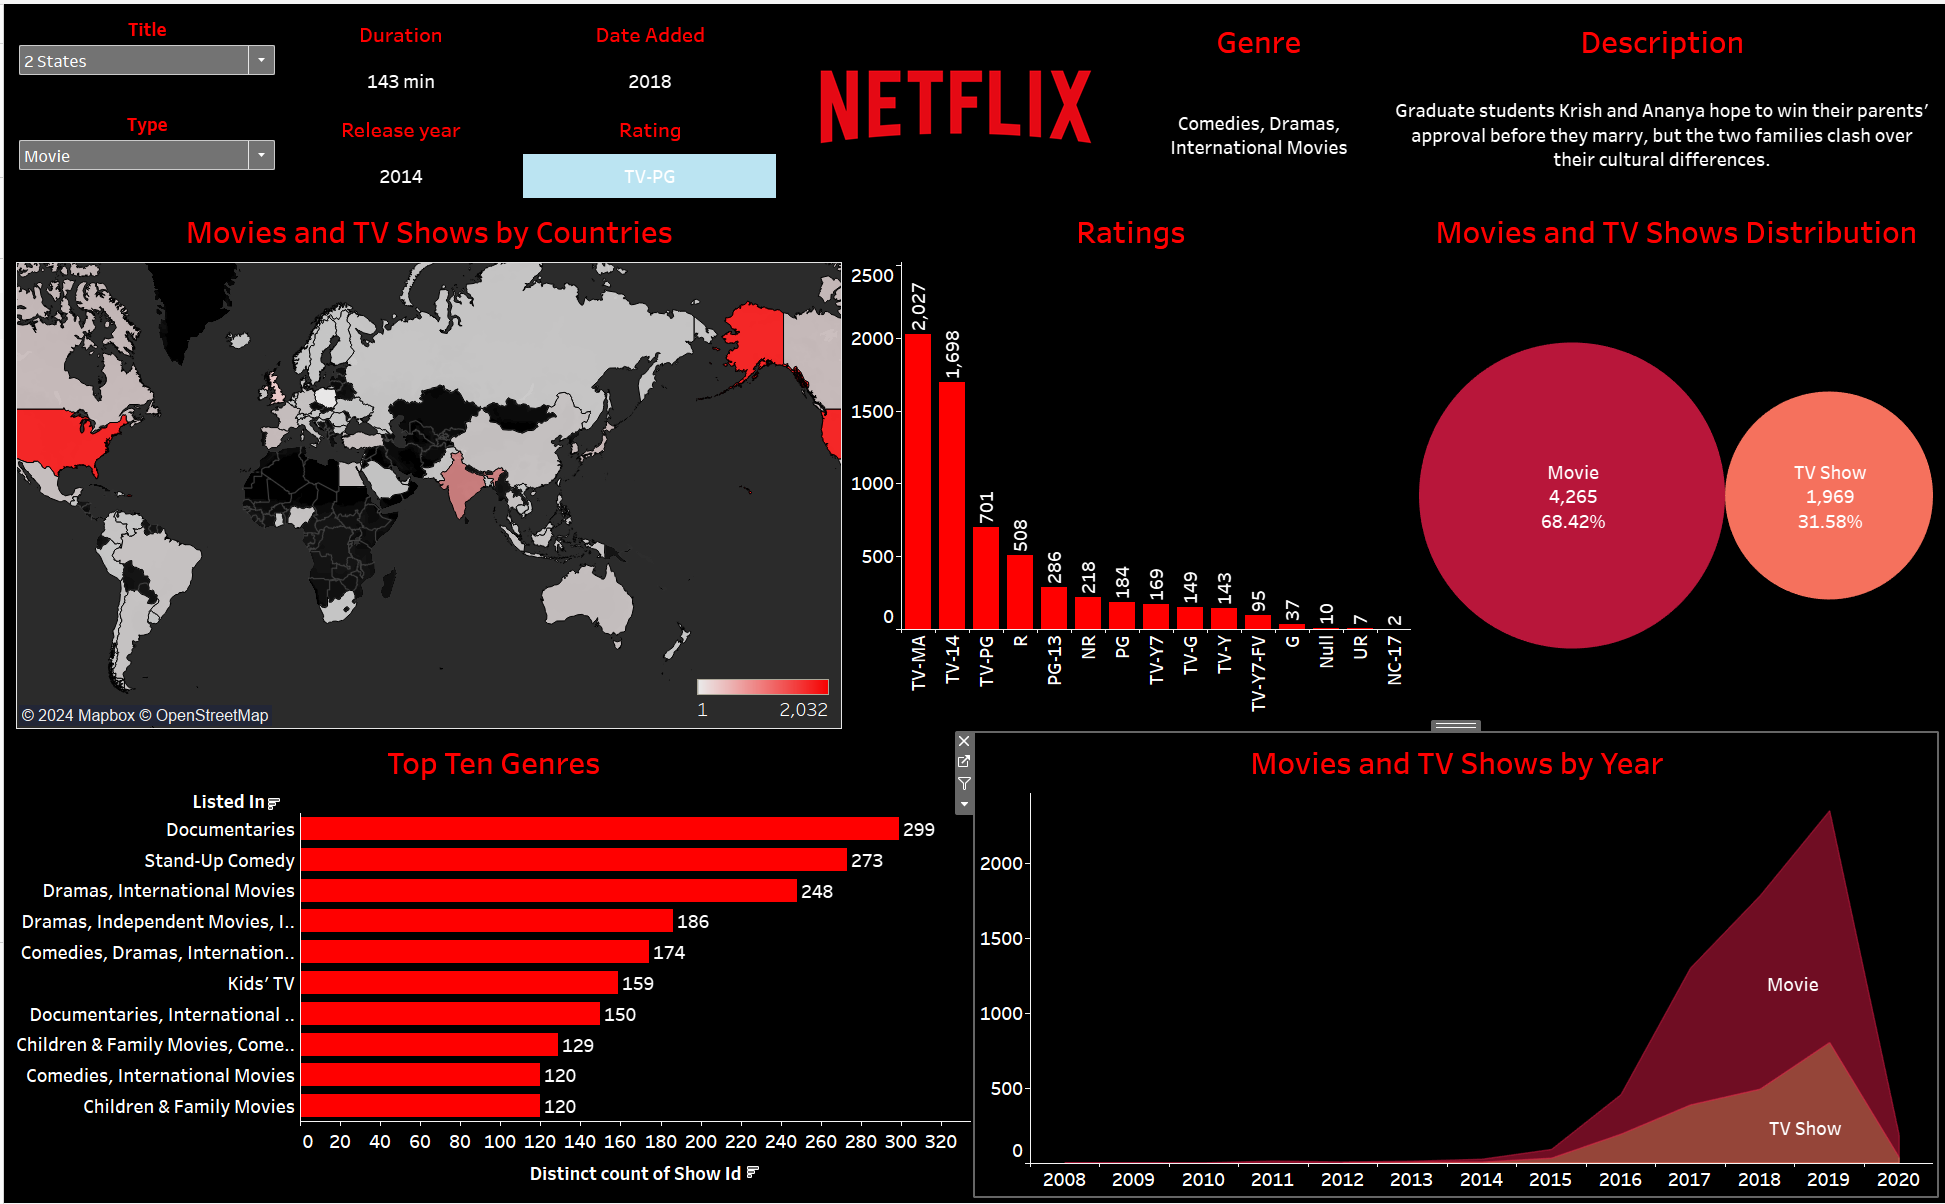 Title
2 States
Type
Movie
Duration
143 min
Date Added
2018
Release year
2014
Rating
TV-PG
NETFLIX
Genre
Comedies, Dramas,
International Movies
Description
Graduate students Krish and Ananya hope to win their parents’
approval before they marry, but the two families clash over
their cultural differences.
Movies and TV Shows by Countries
© 2024 Mapbox © OpenStreetMap
1
2,032
Ratings
2500
2000
1500
1000
500
0
2,027
1,698
701
508
286
218
184
169
149
143
95
37
10
7
2
TV-MA
TV-14
TV-PG
R
PG-13
NR
PG
TV-Y7
TV-G
TV-Y
TV-Y7-FV
G
Null
UR
NC-17
Movies and TV Shows Distribution
Movie
4,265
68.42%
TV Show
1,969
31.58%
Top Ten Genres
Listed In
Documentaries 299
Stand-Up Comedy 273
Dramas, International Movies 248
Dramas, Independent Movies, I.. 186
Comedies, Dramas, Internation.. 174
Kids’ TV 159
Documentaries, International .. 150
Children & Family Movies, Come.. 129
Comedies, International Movies 120
Children & Family Movies 120
0 20 40 60 80 100 120 140 160 180 200 220 240 260 280 300 320
Distinct count of Show Id
Movies and TV Shows by Year
2000
1500
1000
500
0
Movie
TV Show
2008 2009 2010 2011 2012 2013 2014 2015 2016 2017 2018 2019 2020